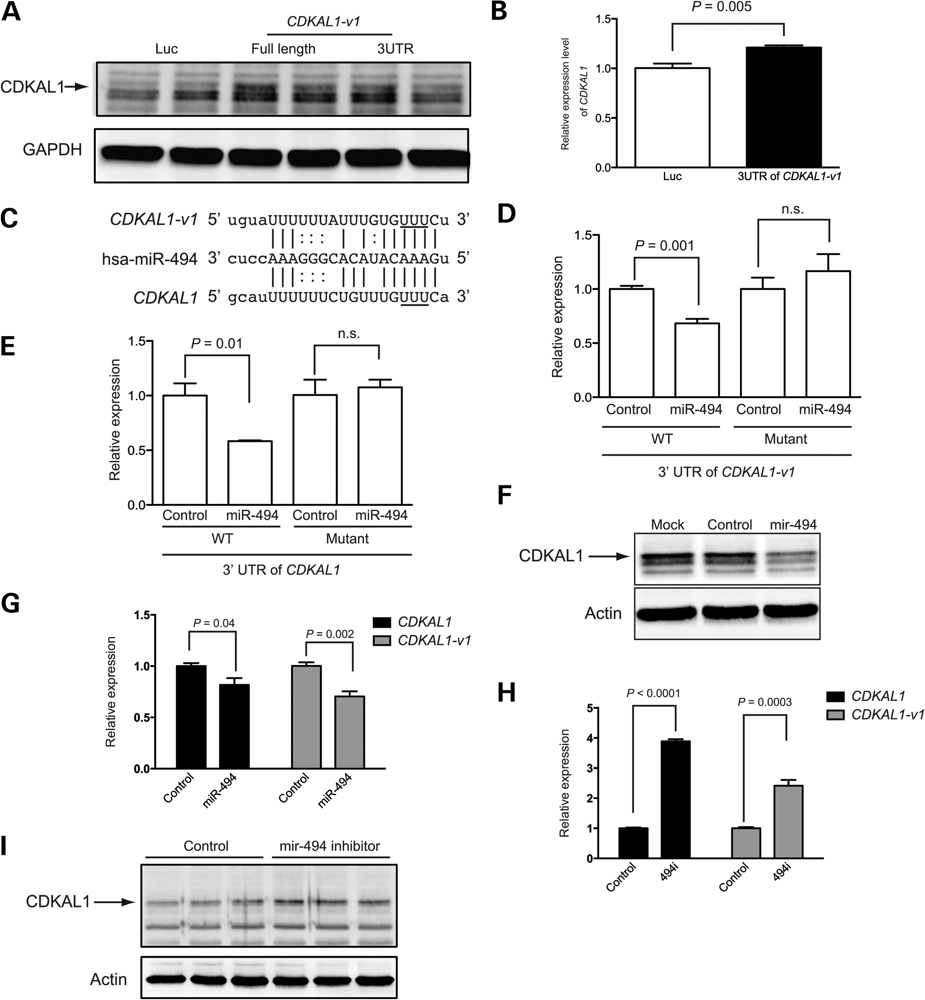 A
CDKAL1-v1
Luc Full length 3UTR
CDKAL1
GAPDH
B
P = 0.005
Relative expression level
of CDKAL1
1.5
1.0
0.5
0.0
Luc 3UTR of CDKAL1-v1
C
CDKAL1-v1 5’ uguaUUUUUUAUUUGUGUUUCu 3’
hsa-miR-494 3’ cuccAAAGGGCACAUACAAAGu 5’
CDKAL1 5’ gcauUUUUUUCUGUUUGUUUCa 3’
D
n.s.
P = 0.001
Relative expression
1.5
1.0
0.5
0.0
Control miR-494 Control miR-494
WT Mutant
3’ UTR of CDKAL1-v1
E
n.s.
P = 0.01
Relative expression
1.5
1.0
0.5
0.0
Control miR-494 Control miR-494
WT Mutant
3’ UTR of CDKAL1
F
Mock Control mir-494
CDKAL1
Actin
G
P = 0.04
P = 0.002
CDKAL1
CDKAL1-v1
Relative expression
1.5
1.0
0.5
0.0
Control miR-494 Control miR-494
H
P < 0.0001
P = 0.0003
CDKAL1
CDKAL1-v1
Relative expression
5
4
3
2
1
0
Control 494i Control 494i
I
Control mir-494 inhibitor
CDKAL1
Actin